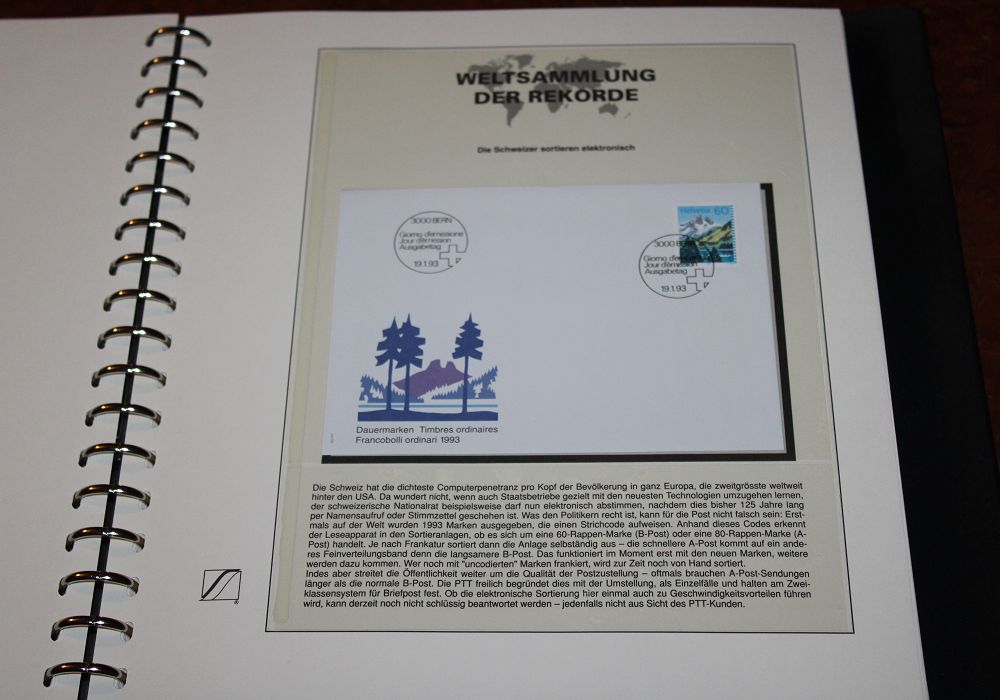 WELTSAMMLUNG
DER REKORDE
Die Schweizer sortieren elektronisch
3000 BERN
Giorno d'emissione
Jour d'émission
Ausgabetag
19.1.93
Helvetia 60
3000 BERN
Giorno d'emissione
Jour d'émission
Ausgabetag
19.1.93
Dauermarken Timbres ordinaires
Francobolli ordinari 1993
Die Schweiz hat die dichteste Computerpenetranz pro Kopf der Bevölkerung in ganz Europa, die zweitgrösste weltweit
hinter den USA. Da wundert nicht, wenn auch Staatsbetriebe gezielt mit den neuesten Technologien umzugehen lernen,
der schweizerische Nationalrat beispielsweise darf nun elektronisch abstimmen, nachdem dies bisher 125 Jahre lang
per Namensaufruf oder Stimmzettel geschehen ist. Was den Politikern recht ist, kann für die Post nicht falsch sein: Erst-
mals auf der Welt wurden 1993 Marken ausgegeben, die einen Strichcode aufweisen. Anhand dieses Codes erkennt
der Leseapparat in den Sortieranlagen, ob es sich um eine 60-Rappen-Marke (B-Post) oder eine 80-Rappen-Marke (A-
Post) handelt. Je nach Frankatur sortiert dann die Anlage selbständig aus – die schnellere A-Post kommt auf ein ande-
res Feinverteilungsband denn die langsamere B-Post. Das funktioniert im Moment erst mit den neuen Marken, weitere
werden dazu kommen. Wer noch mit "uncodierten" Marken frankiert, wird zur Zeit noch von Hand sortiert.
Indes aber streitet die Öffentlichkeit weiter um die Qualität der Postzustellung – oftmals brauchen A-Post-Sendungen
länger als die normale B-Post. Die PTT freilich begründet dies mit der Umstellung, als Einzelfälle und halten am Zwei-
klassensystem für Briefpost fest. Ob die elektronische Sortierung hier einmal auch zu Geschwindigkeitsvorteilen führen
wird, kann derzeit noch nicht schlüssig beantwortet werden – jedenfalls nicht aus Sicht des PTT-Kunden.